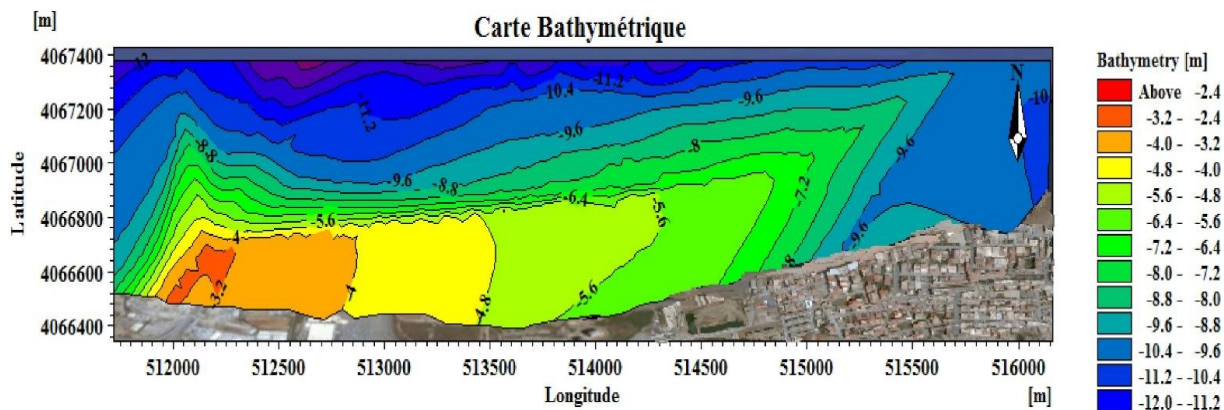 Carte Bathymétrique
[m]
Latitude
4067400
4067200
4067000
4066800
4066600
4066400
-12
-11.2
-11.2
-10.4
-10.
-9.6
-9.6
-9.6
-9.6
-9.6
-8.8
-8.8
-8
-8
-7.2
-6.4
-5.6
-5.6
-5.6
-4.8
-4
-4
-3.2
N
512000 512500 513000 513500 514000 514500 515000 515500 516000
Longitude
[m]
Bathymetry [m]
Above -2.4
-3.2 - -2.4
-4.0 - -3.2
-4.8 - -4.0
-5.6 - -4.8
-6.4 - -5.6
-7.2 - -6.4
-8.0 - -7.2
-8.8 - -8.0
-9.6 - -8.8
-10.4 - -9.6
-11.2 - -10.4
-12.0 - -11.2